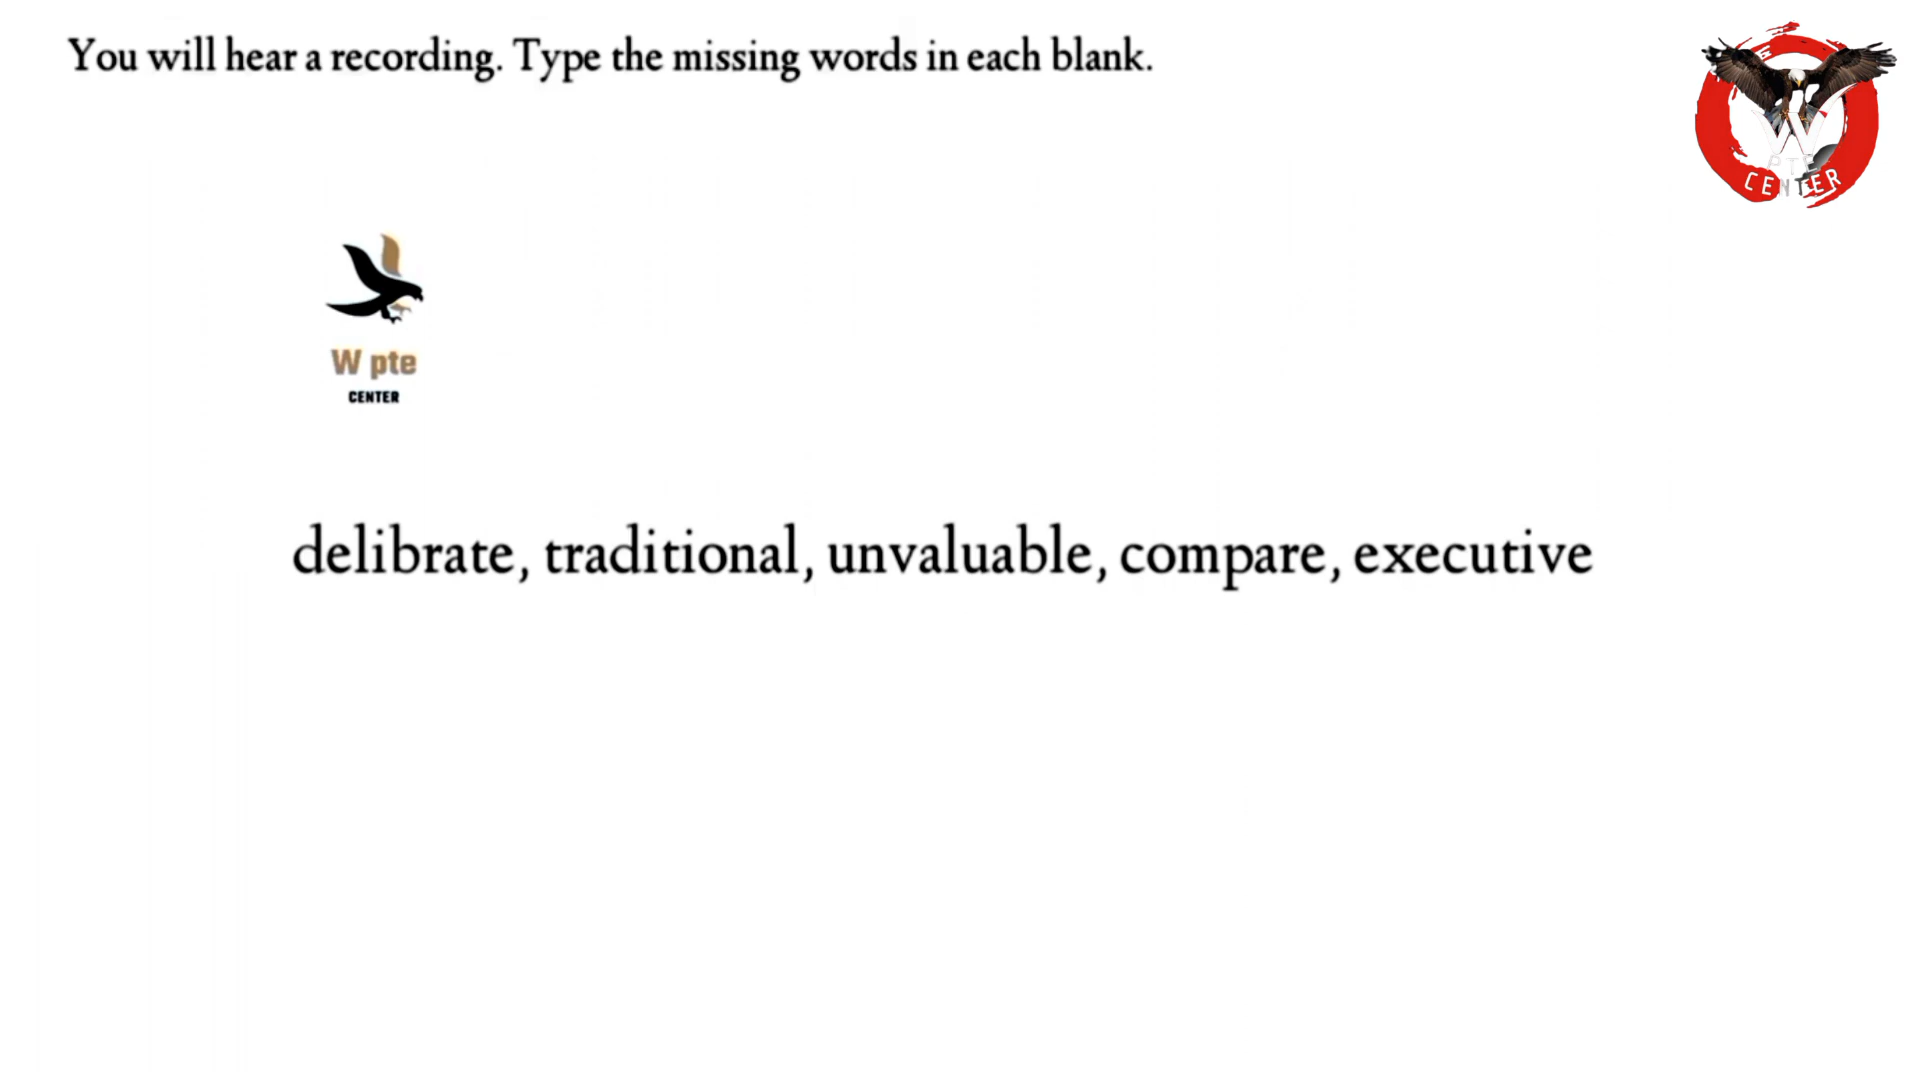 You will hear a recording. Type the missing words in each blank.
W
PTE
CENTER
W pte
CENTER
delibrate, traditional, unvaluable, compare, executive